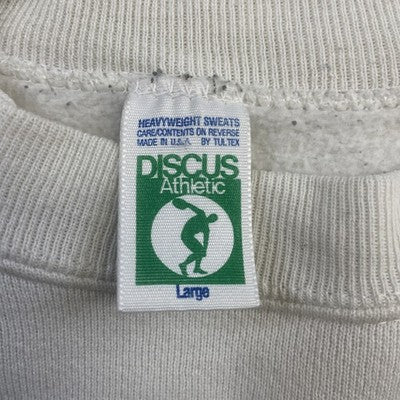 HEAVYWEIGHT SWEATS
CARE/CONTENTS ON REVERSE
MADE IN U.S.A. BY TULTEX
DISCUS
Athletic
Large